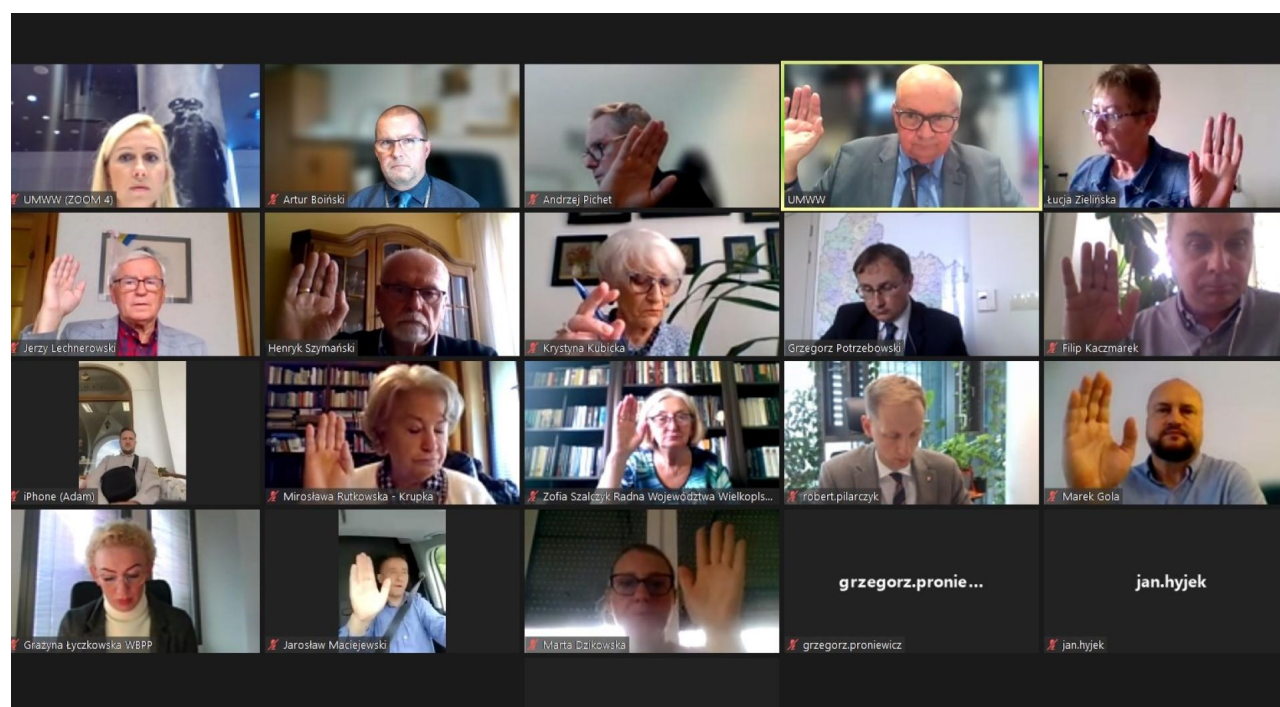 UMWW (ZOOM 4)
Artur Boiński
Andrzej Pichet
UMWW
Łucja Zielińska
Jerzy Lechnerowski
Henryk Szymański
Krystyna Kubicka
Grzegorz Potrzebowski
Filip Kaczmarek
iPhone (Adam)
Mirosława Rutkowska - Krupka
Zofia Szalczyk Radna Województwa Wielkopls...
robert.pilarczyk
Marek Gola
Grażyna Łyczkowska WBPP
Jarosław Maciejewski
Marta Dzikowska
grzegorz.pronie...
grzegorz.proniewicz
jan.hyjek
jan.hyjek